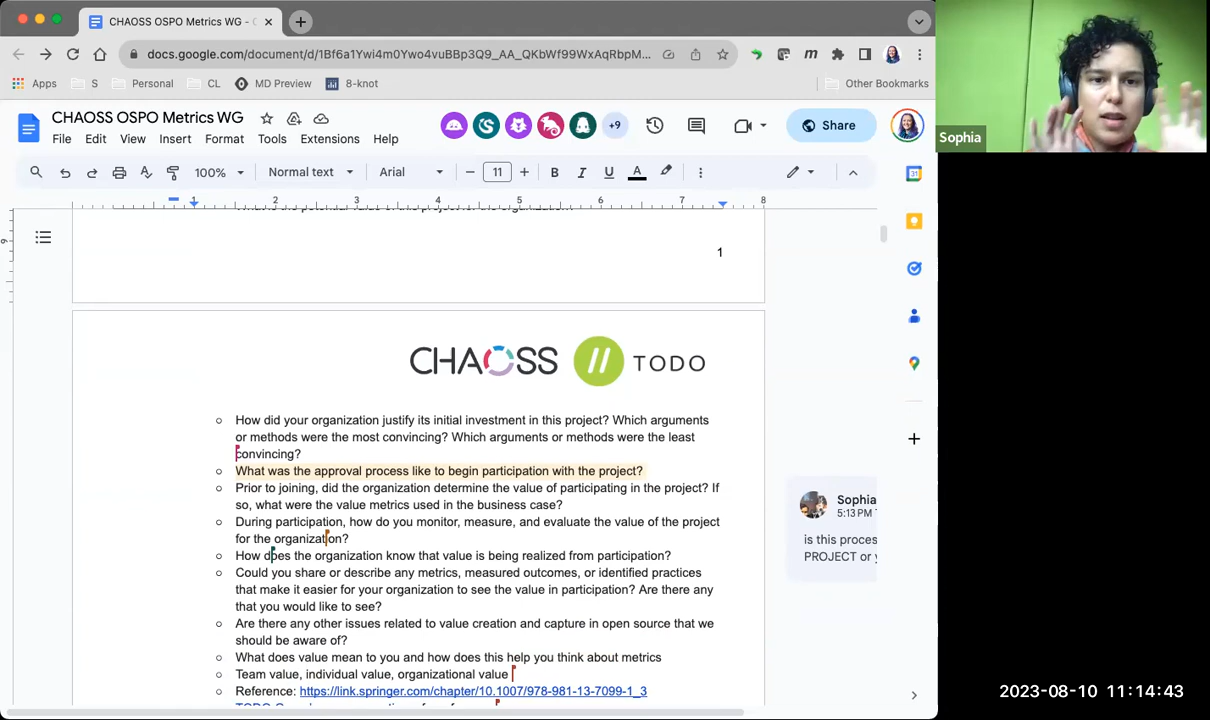 CHAOSS OSPO Metrics WG - C
docs.google.com/document/d/1Bf6a1Ywi4m0Ywo4vuBBp3Q9_AA_QKbWf99WxAqRbpM...
Apps
S
Personal
CL
MD Preview
8-knot
Other Bookmarks
CHAOSS OSPO Metrics WG
File Edit View Insert Format Tools Extensions Help
+9
Share
100%
Normal text
Arial
11
B I U A
1 2 3 4 5 6 7 8
9
1
CHAOSS TODO
How did your organization justify its initial investment in this project? Which arguments
or methods were the most convincing? Which arguments or methods were the least
convincing?
What was the approval process like to begin participation with the project?
Prior to joining, did the organization determine the value of participating in the project? If
so, what were the value metrics used in the business case?
During participation, how do you monitor, measure, and evaluate the value of the project
for the organization?
How does the organization know that value is being realized from participation?
Could you share or describe any metrics, measured outcomes, or identified practices
that make it easier for your organization to see the value in participation? Are there any
that you would like to see?
Are there any other issues related to value creation and capture in open source that we
should be aware of?
What does value mean to you and how does this help you think about metrics
Team value, individual value, organizational value
Reference: https://link.springer.com/chapter/10.1007/978-981-13-7099-1_3
Sophia
5:13 PM T
is this proces
PROJECT or y
31
Sophia
2023-08-10 11:14:43